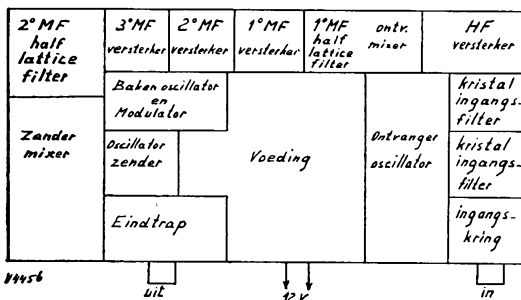 2° MF
half
lattice
filter
3° MF
versterker
2° MF
versterker
1° MF
versterker
1° MF
half
lattice
filter
ontv.
mixer
HF
versterker
Baken oscillator
en
Modulator
kristal
ingangs-
filter
Zender
mixer
Oscillator
zender
Voeding
Ontvanger
oscillator
kristal
ingangs-
filter
Eindtrap
ingangs-
kring
V4456
uit
12 V
in